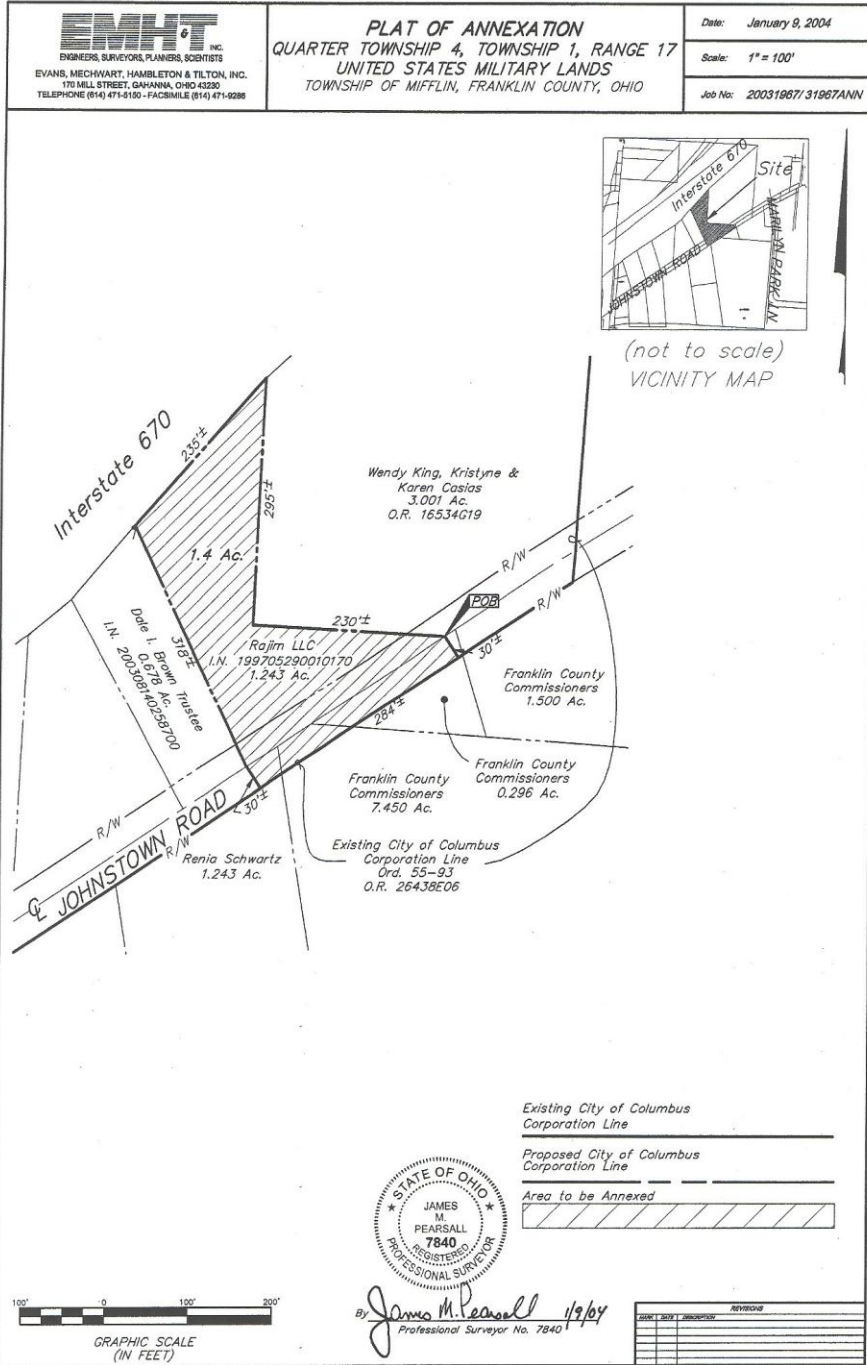 EMH&T INC.
ENGINEERS, SURVEYORS, PLANNERS, SCIENTISTS
EVANS, MECHWART, HAMBLETON & TILTON, INC.
170 MILL STREET, GAHANNA, OHIO 43230
TELEPHONE (614) 471-5150 - FACSIMILE (614) 471-9286
PLAT OF ANNEXATION
QUARTER TOWNSHIP 4, TOWNSHIP 1, RANGE 17
UNITED STATES MILITARY LANDS
TOWNSHIP OF MIFFLIN, FRANKLIN COUNTY, OHIO
Date: January 9, 2004
Scale: 1" = 100'
Job No: 20031967/31967ANN
Interstate 670
Site
MARILYN PARK LN
JOHNSTOWN ROAD
(not to scale)
VICINITY MAP
Interstate 670
235'±
295'±
Wendy King, Kristyne &
Karen Casias
3.001 Ac.
O.R. 16534G19
1.4 Ac.
R/W
POB
R/W
230'±
318'±
Dale I. Brown Trustee
0.678 Ac.
I.N. 200308140258700
Rajim LLC
I.N. 199705290010170
1.243 Ac.
30'±
284'±
Franklin County
Commissioners
1.500 Ac.
Franklin County
Commissioners
0.296 Ac.
Franklin County
Commissioners
7.450 Ac.
30'±
R/W
R/W
CL JOHNSTOWN ROAD
Renia Schwartz
1.243 Ac.
Existing City of Columbus
Corporation Line
Ord. 55-93
O.R. 26438E06
Existing City of Columbus
Corporation Line
Proposed City of Columbus
Corporation Line
Area to be Annexed
STATE OF OHIO
JAMES
M.
PEARSALL
7840
REGISTERED
PROFESSIONAL SURVEYOR
By James M. Pearsall 1/9/04
Professional Surveyor No. 7840
100' 0 100' 200'
GRAPHIC SCALE
(IN FEET)
REVISIONS
MARK DATE DESCRIPTION